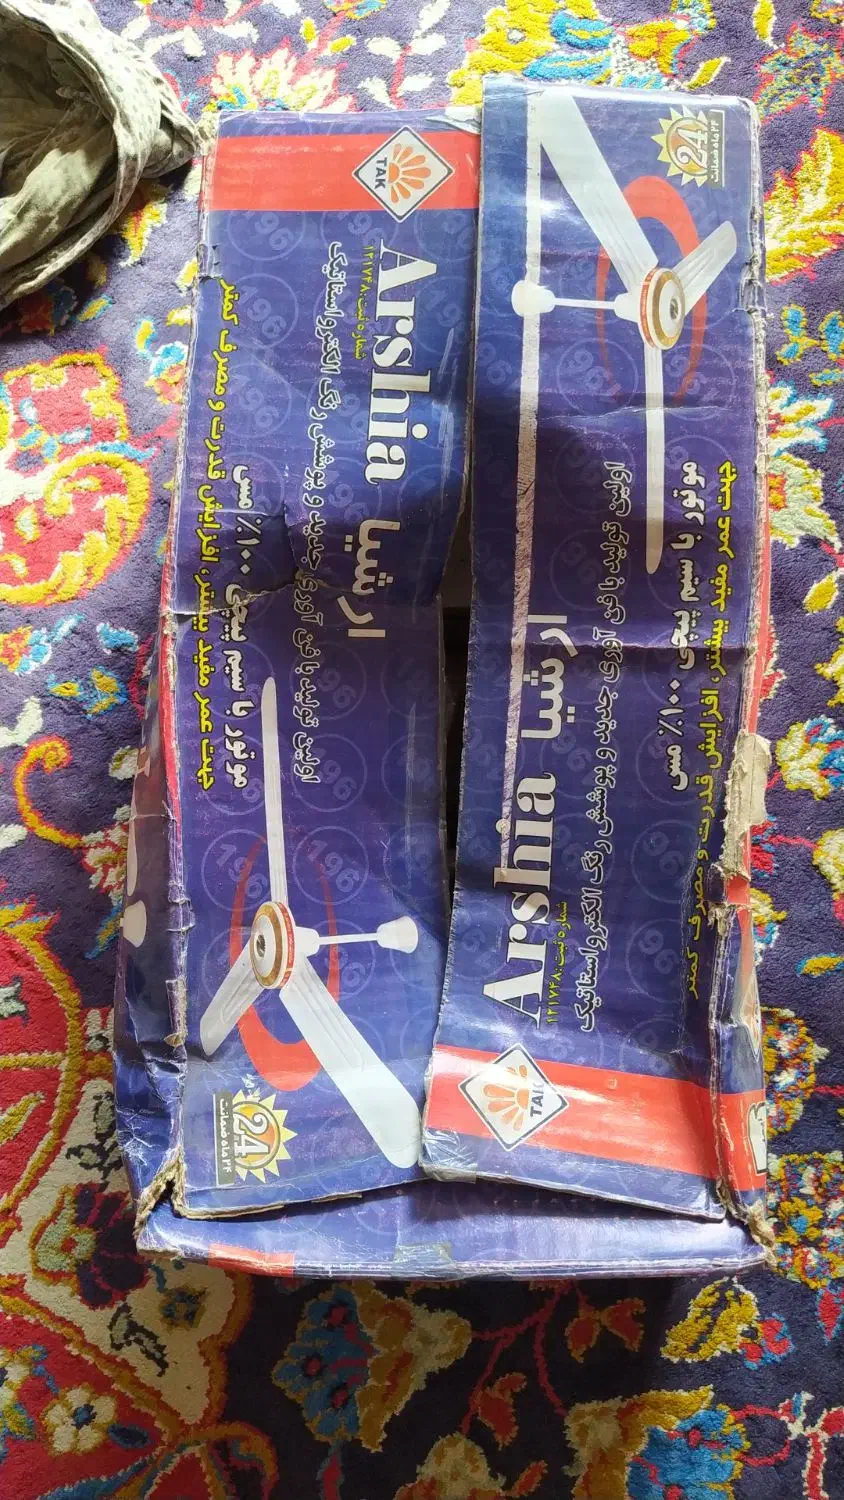 TAK
Arshia ارشیا
شماره ثبت: ۱۲۱۷۴۸
اولین تولید با فن آوری جدید و پوشش رنگ الکترواستاتیک
موتور با سیم پیچی ۱۰۰٪ مس
جهت عمر مفید بیشتر، افزایش قدرت و مصرف کمتر
24
۲۴ ماه ضمانت
24
۲۴ ماه ضمانت
Arshia ارشیا
شماره ثبت: ۱۲۱۷۴۸
اولین تولید با فن آوری جدید و پوشش رنگ الکترواستاتیک
موتور با سیم پیچی ۱۰۰٪ مس
جهت عمر مفید بیشتر، افزایش قدرت و مصرف کمتر
TAK